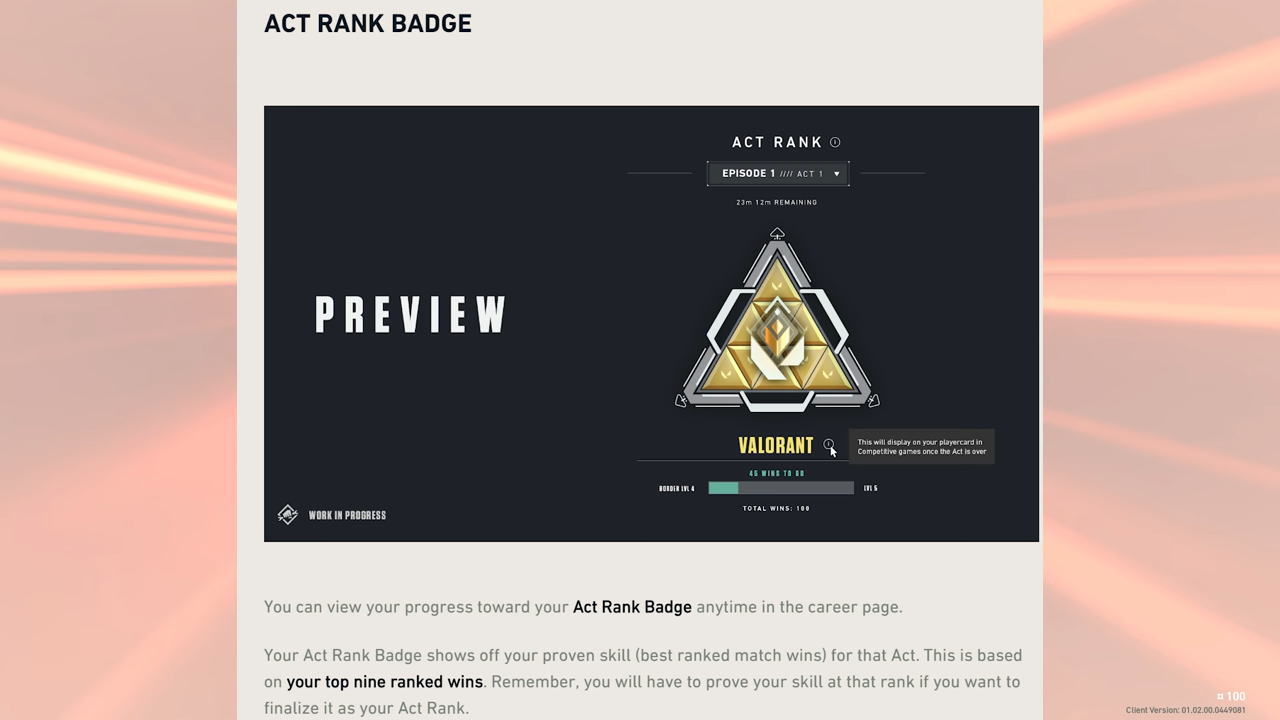 ACT RANK BADGE
ACT RANK
EPISODE 1 //// ACT 1
23m 12m REMAINING
PREVIEW
VALORANT
This will display on your playercard in
Competitive games once the Act is over
45 WINS TO GO
BORDER LVL 4
LVL 5
TOTAL WINS: 100
WORK IN PROGRESS
You can view your progress toward your Act Rank Badge anytime in the career page.
Your Act Rank Badge shows off your proven skill (best ranked match wins) for that Act. This is based
on your top nine ranked wins. Remember, you will have to prove your skill at that rank if you want to
finalize it as your Act Rank.
¤ 100
Client Version: 01.02.00.0449081